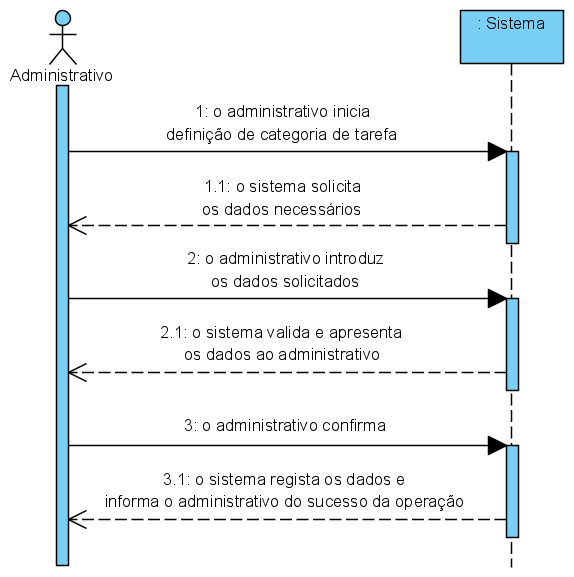 : Sistema
Administrativo
1: o administrativo inicia
definição de categoria de tarefa
1.1: o sistema solicita
os dados necessários
2: o administrativo introduz
os dados solicitados
2.1: o sistema valida e apresenta
os dados ao administrativo
3: o administrativo confirma
3.1: o sistema regista os dados e
informa o administrativo do sucesso da operação